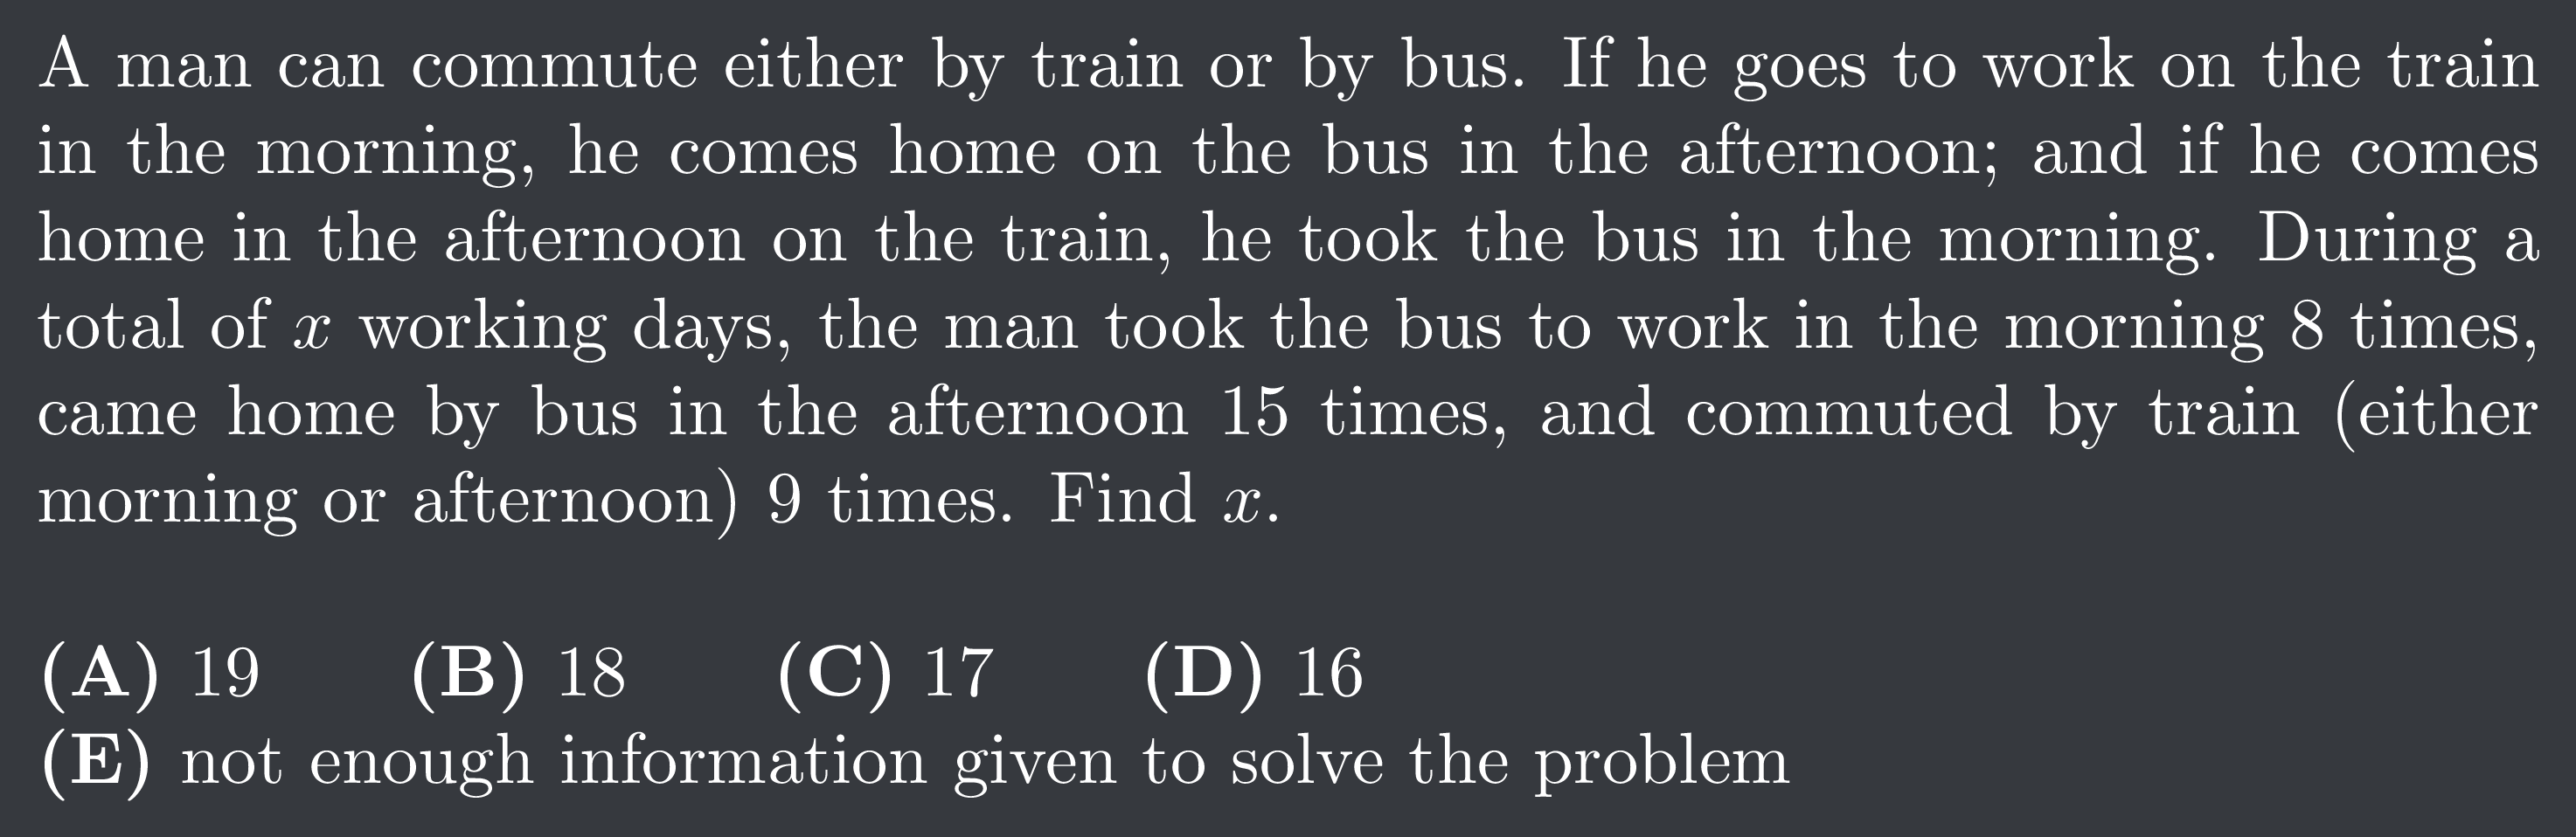 A man can commute either by train or by bus. If he goes to work on the train
in the morning, he comes home on the bus in the afternoon; and if he comes
home in the afternoon on the train, he took the bus in the morning. During a
total of x working days, the man took the bus to work in the morning 8 times,
came home by bus in the afternoon 15 times, and commuted by train (either
morning or afternoon) 9 times. Find x.
(A) 19 (B) 18 (C) 17 (D) 16
(E) not enough information given to solve the problem